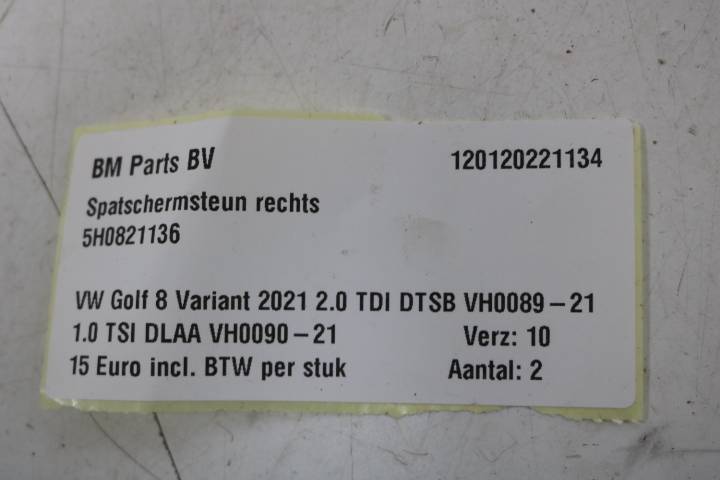 BM Parts BV 120120221134
Spatschermsteun rechts
5H0821136
VW Golf 8 Variant 2021 2.0 TDI DTSB VH0089-21
1.0 TSI DLAA VH0090-21 Verz: 10
15 Euro incl. BTW per stuk Aantal: 2